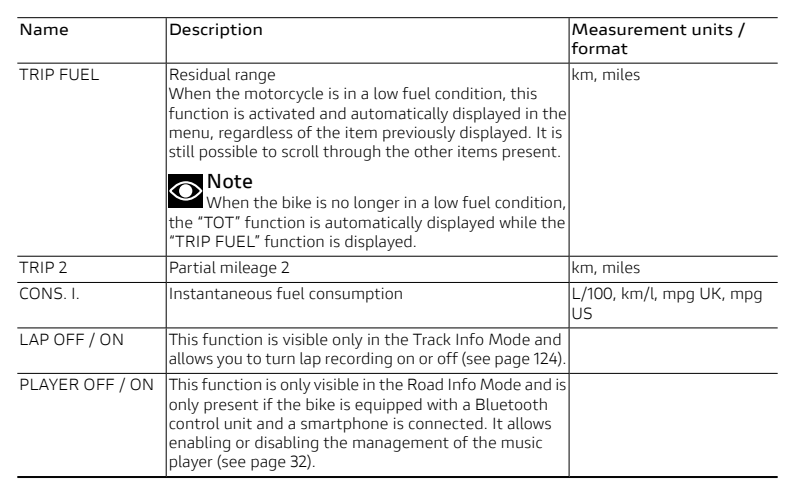 Name Description Measurement units /
format
TRIP FUEL Residual range km, miles
When the motorcycle is in a low fuel condition, this
function is activated and automatically displayed in the
menu, regardless of the item previously displayed. It is
still possible to scroll through the other items present.
Note
When the bike is no longer in a low fuel condition,
the “TOT” function is automatically displayed while the
“TRIP FUEL” function is displayed.
TRIP 2 Partial mileage 2 km, miles
CONS. I. Instantaneous fuel consumption L/100, km/l, mpg UK, mpg
US
LAP OFF / ON This function is visible only in the Track Info Mode and
allows you to turn lap recording on or off (see page 124).
PLAYER OFF / ON This function is only visible in the Road Info Mode and is
only present if the bike is equipped with a Bluetooth
control unit and a smartphone is connected. It allows
enabling or disabling the management of the music
player (see page 32).